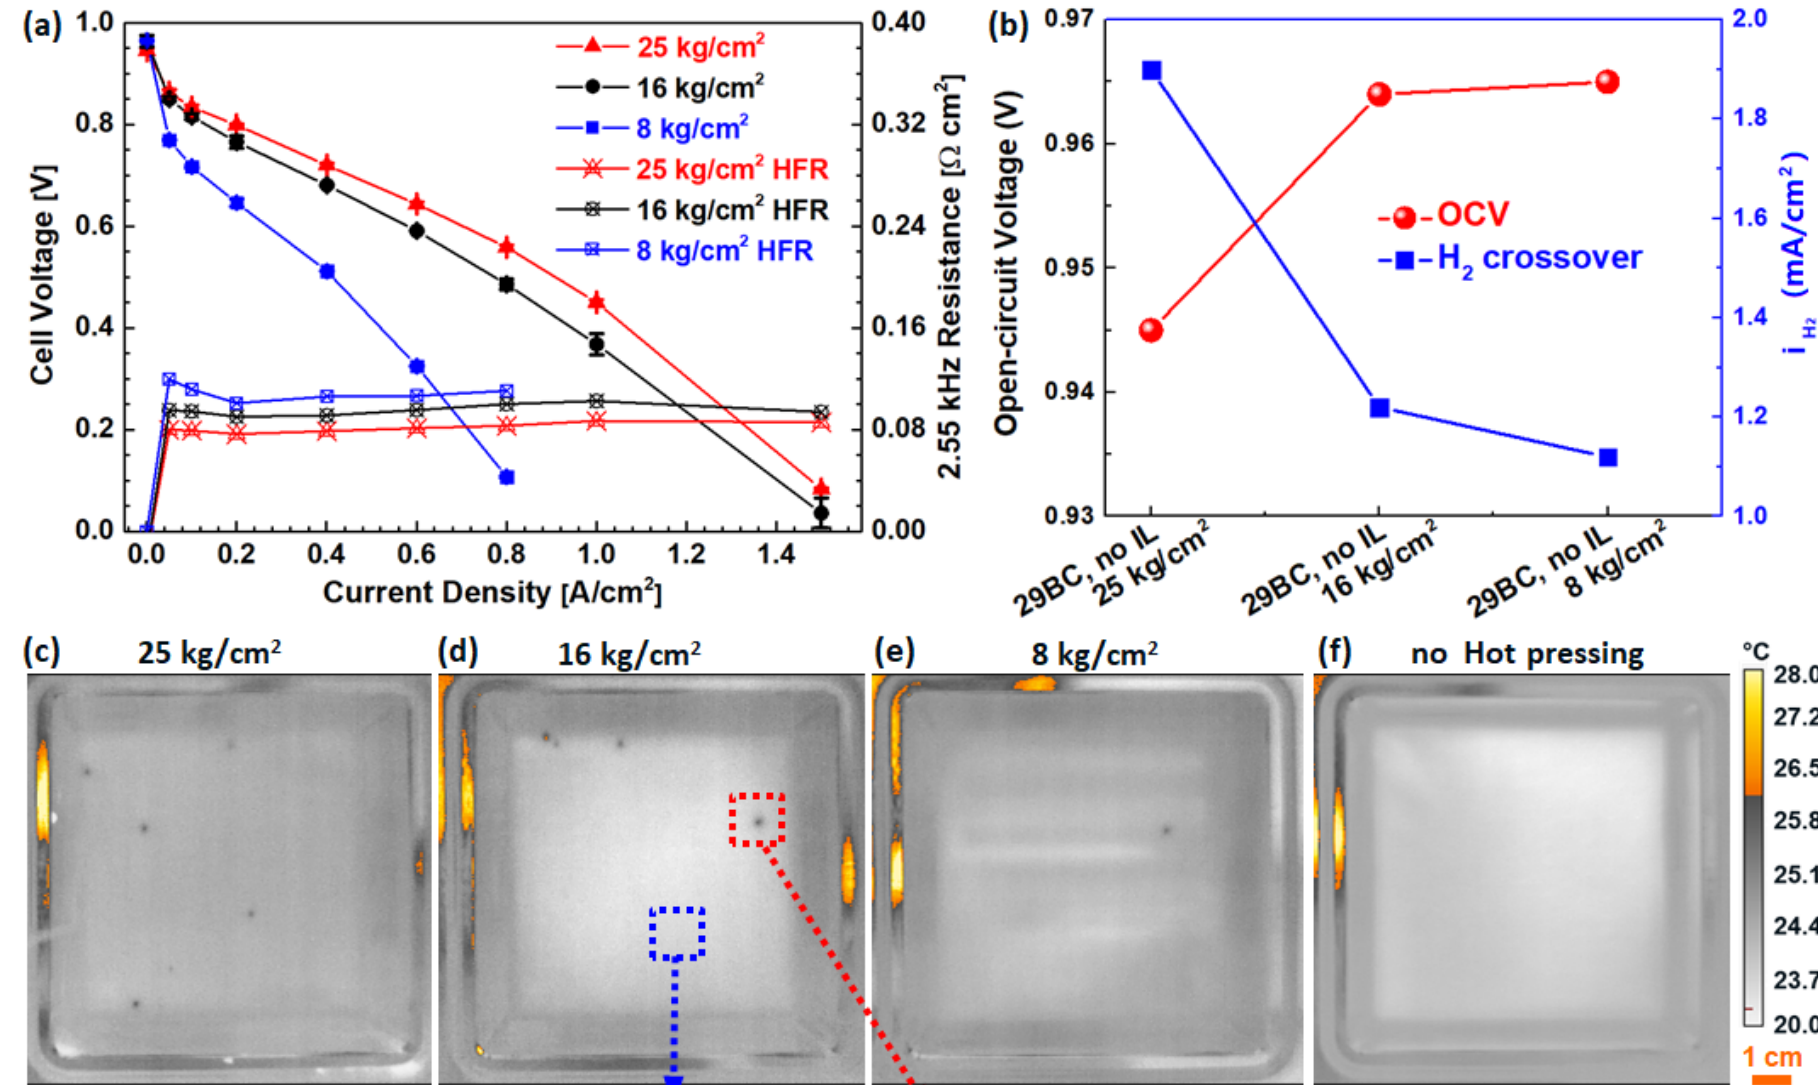 (a)
1.0
0.8
0.6
0.4
0.2
0.0
Cell Voltage [V]
0.40
0.32
0.24
0.16
0.08
0.00
2.55 kHz Resistance [Ω cm²]
25 kg/cm²
16 kg/cm²
8 kg/cm²
25 kg/cm² HFR
16 kg/cm² HFR
8 kg/cm² HFR
0.0 0.2 0.4 0.6 0.8 1.0 1.2 1.4
Current Density [A/cm²]
(b)
0.97
0.96
0.95
0.94
0.93
Open-circuit Voltage (V)
2.0
1.8
1.6
1.4
1.2
1.0
i H₂ (mA/cm²)
OCV
H₂ crossover
29BC, no IL
25 kg/cm²
29BC, no IL
16 kg/cm²
29BC, no IL
8 kg/cm²
(c) 25 kg/cm²
(d) 16 kg/cm²
(e) 8 kg/cm²
(f) no Hot pressing
°C
28.0
27.2
26.5
25.8
25.1
24.4
23.7
20.0
1 cm